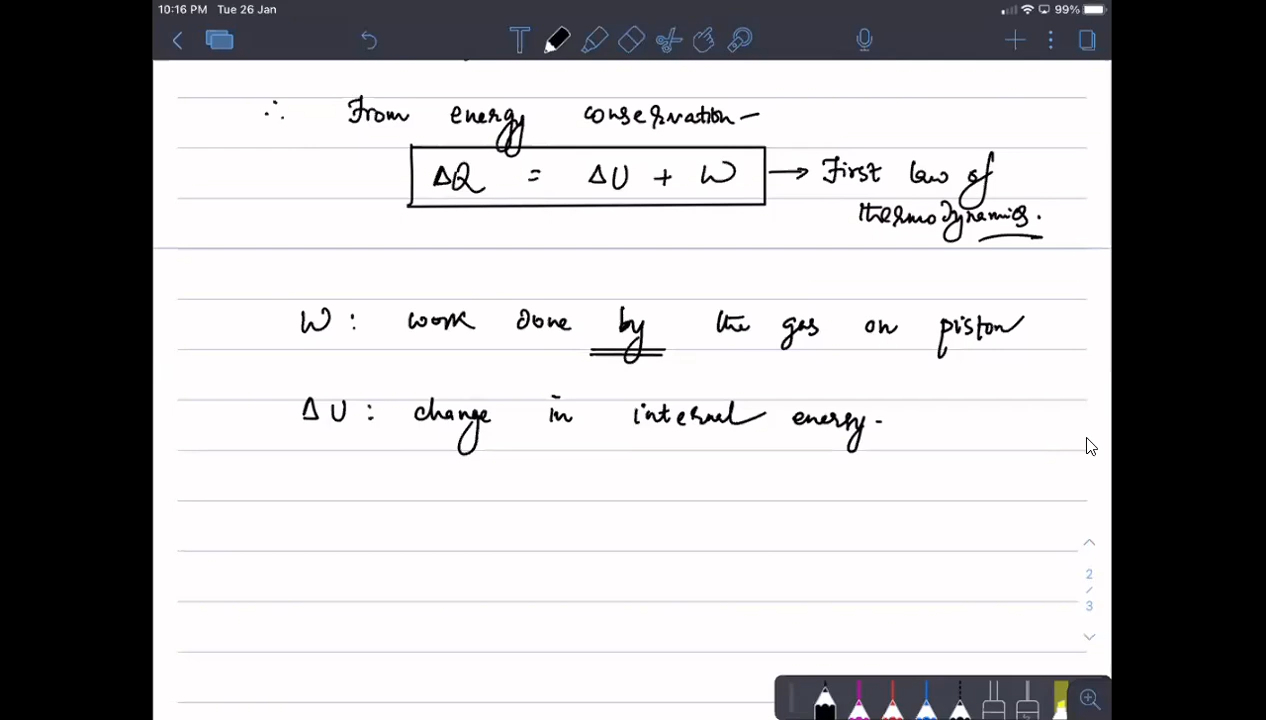 10:16 PM Tue 26 Jan 99%
∴ From energy conservation-
ΔQ = ΔU + W → First law of
thermodynamics.
W : work done by the gas on piston
ΔU : change in internal energy.
2
/
3